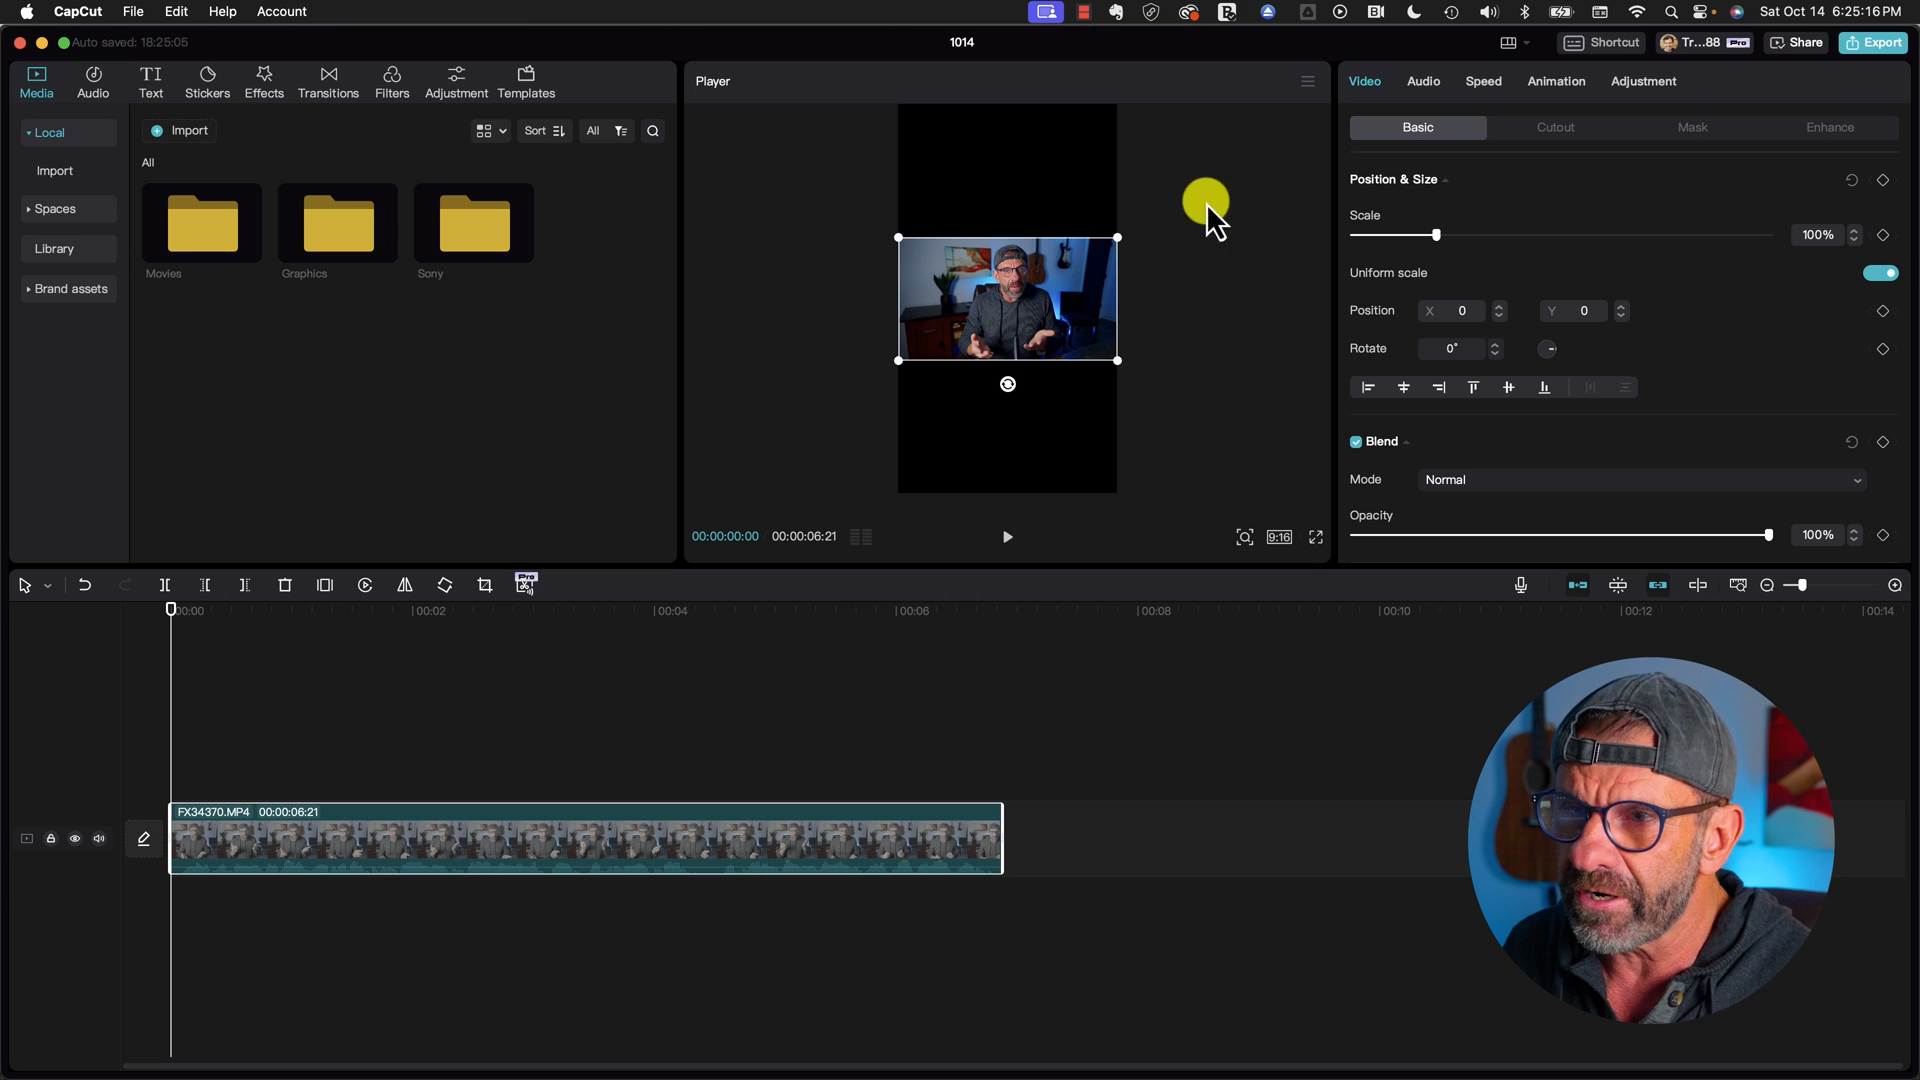 CapCut File Edit Help Account
Sat Oct 14 6:25:16 PM
Auto saved: 18:25:05
1014
Shortcut
Tr...88 Pro
Share
Export
Media Audio Text Stickers Effects Transitions Filters Adjustment Templates
Player
Video Audio Speed Animation Adjustment
Local
Import
Sort
All
Basic Cutout Mask Enhance
All
Import
Position & Size
Spaces
Scale
100%
Library
Movies Graphics Sony
Uniform scale
Brand assets
Position X 0 Y 0
Rotate 0°
Blend
Mode Normal
Opacity
100%
00:00:00:00 00:00:06:21
9:16
Pro
00:00 00:02 00:04 00:06 00:08 00:10 00:12 00:14
FX34370.MP4 00:00:06:21